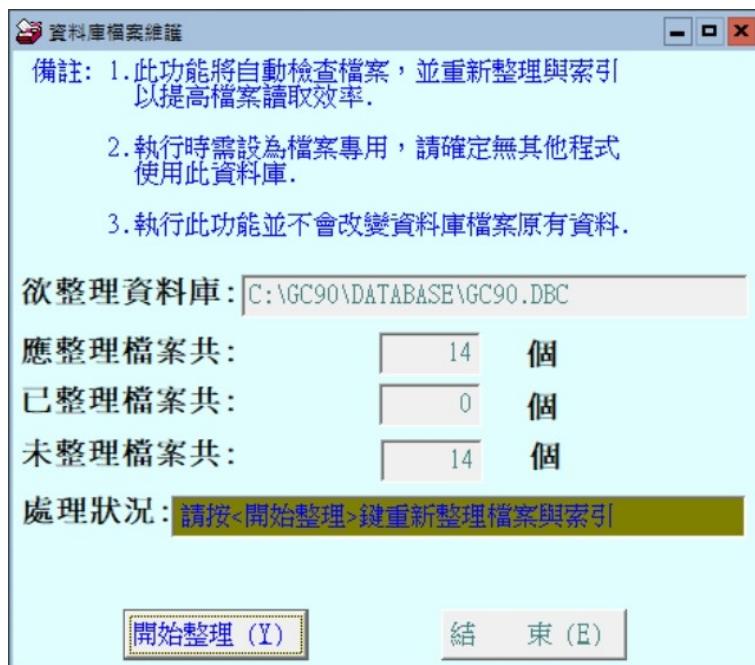 資料庫檔案維護
備註: 1.此功能將自動檢查檔案，並重新整理與索引
以提高檔案讀取效率.
2.執行時需設為檔案專用，請確定無其他程式
使用此資料庫.
3.執行此功能並不會改變資料庫檔案原有資料.
欲整理資料庫: C:\GC90\DATABASE\GC90.DBC
應整理檔案共: 14 個
已整理檔案共: 0 個
未整理檔案共: 14 個
處理狀況: 請按<開始整理>鍵重新整理檔案與索引
開始整理 (Y) 結 束 (E)